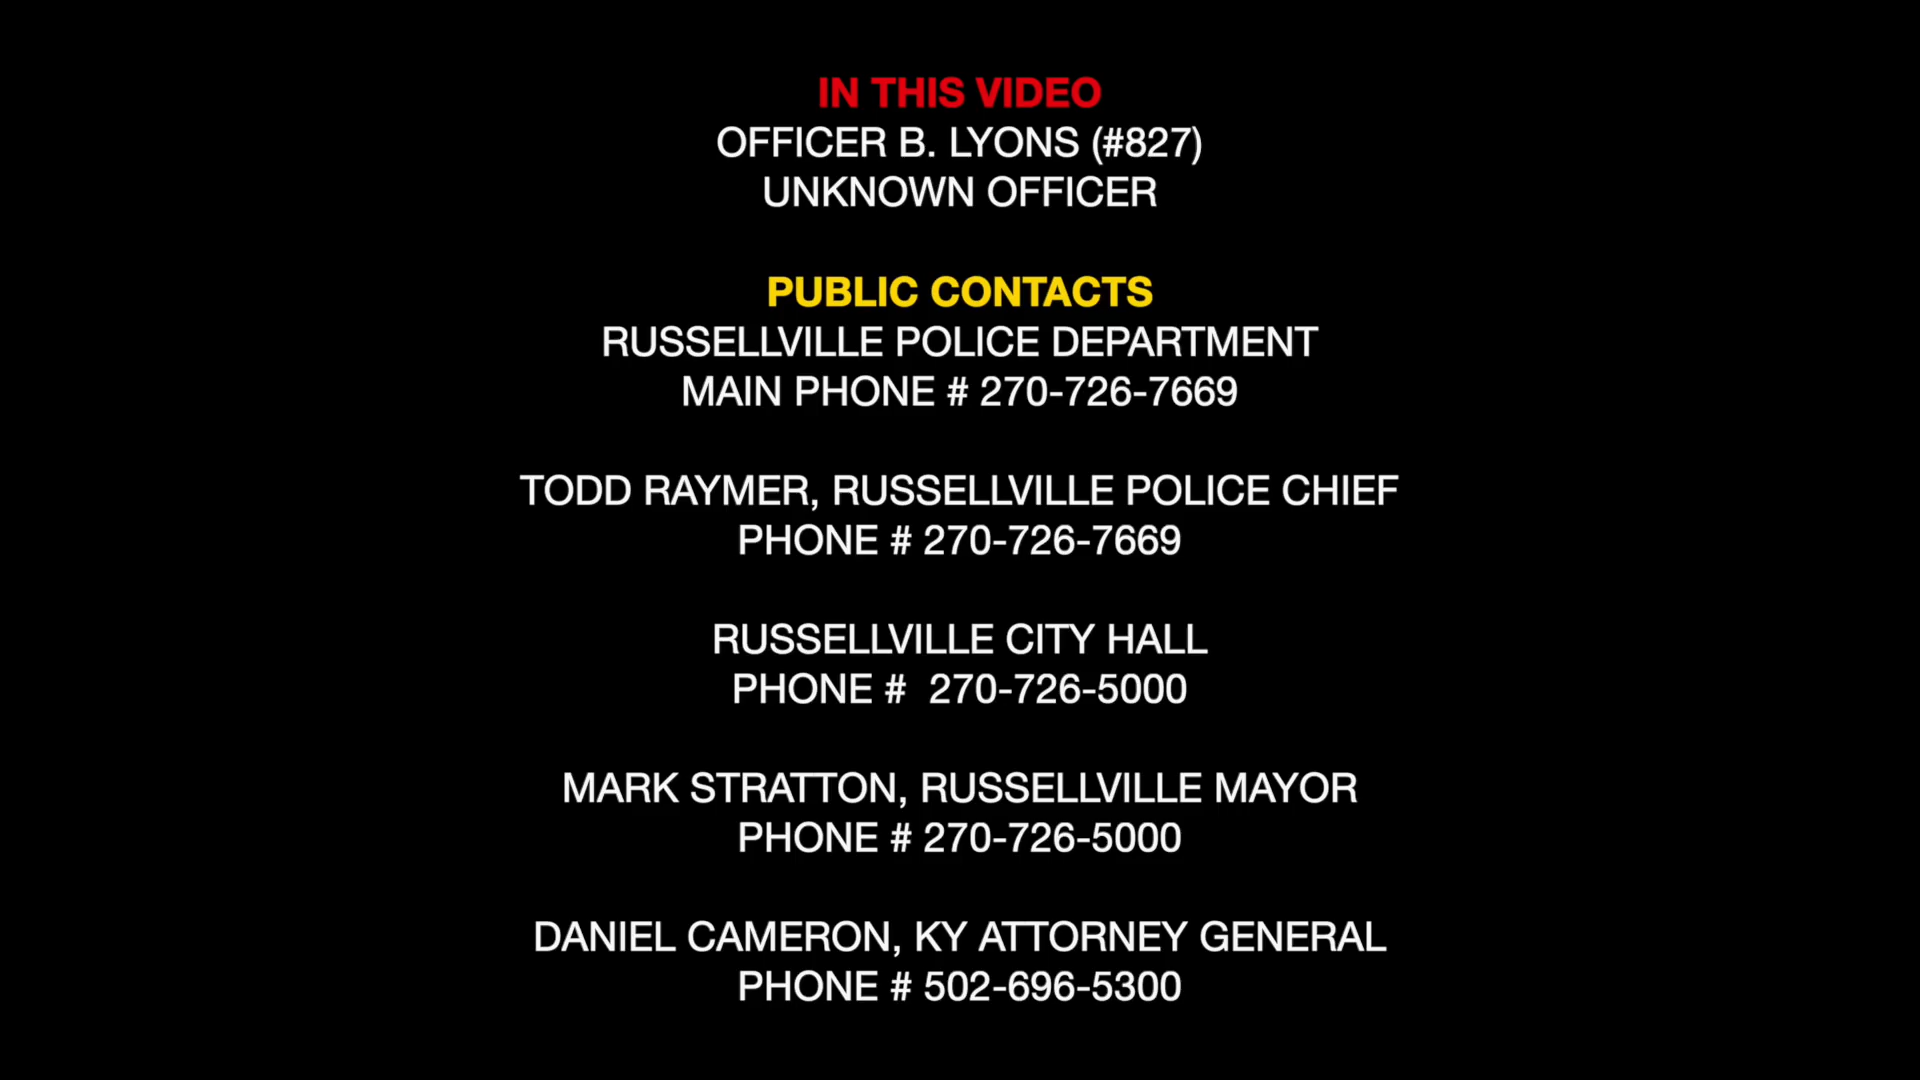 IN THIS VIDEO
OFFICER B. LYONS (#827)
UNKNOWN OFFICER
PUBLIC CONTACTS
RUSSELLVILLE POLICE DEPARTMENT
MAIN PHONE # 270-726-7669
TODD RAYMER, RUSSELLVILLE POLICE CHIEF
PHONE # 270-726-7669
RUSSELLVILLE CITY HALL
PHONE #  270-726-5000
MARK STRATTON, RUSSELLVILLE MAYOR
PHONE # 270-726-5000
DANIEL CAMERON, KY ATTORNEY GENERAL
PHONE # 502-696-5300